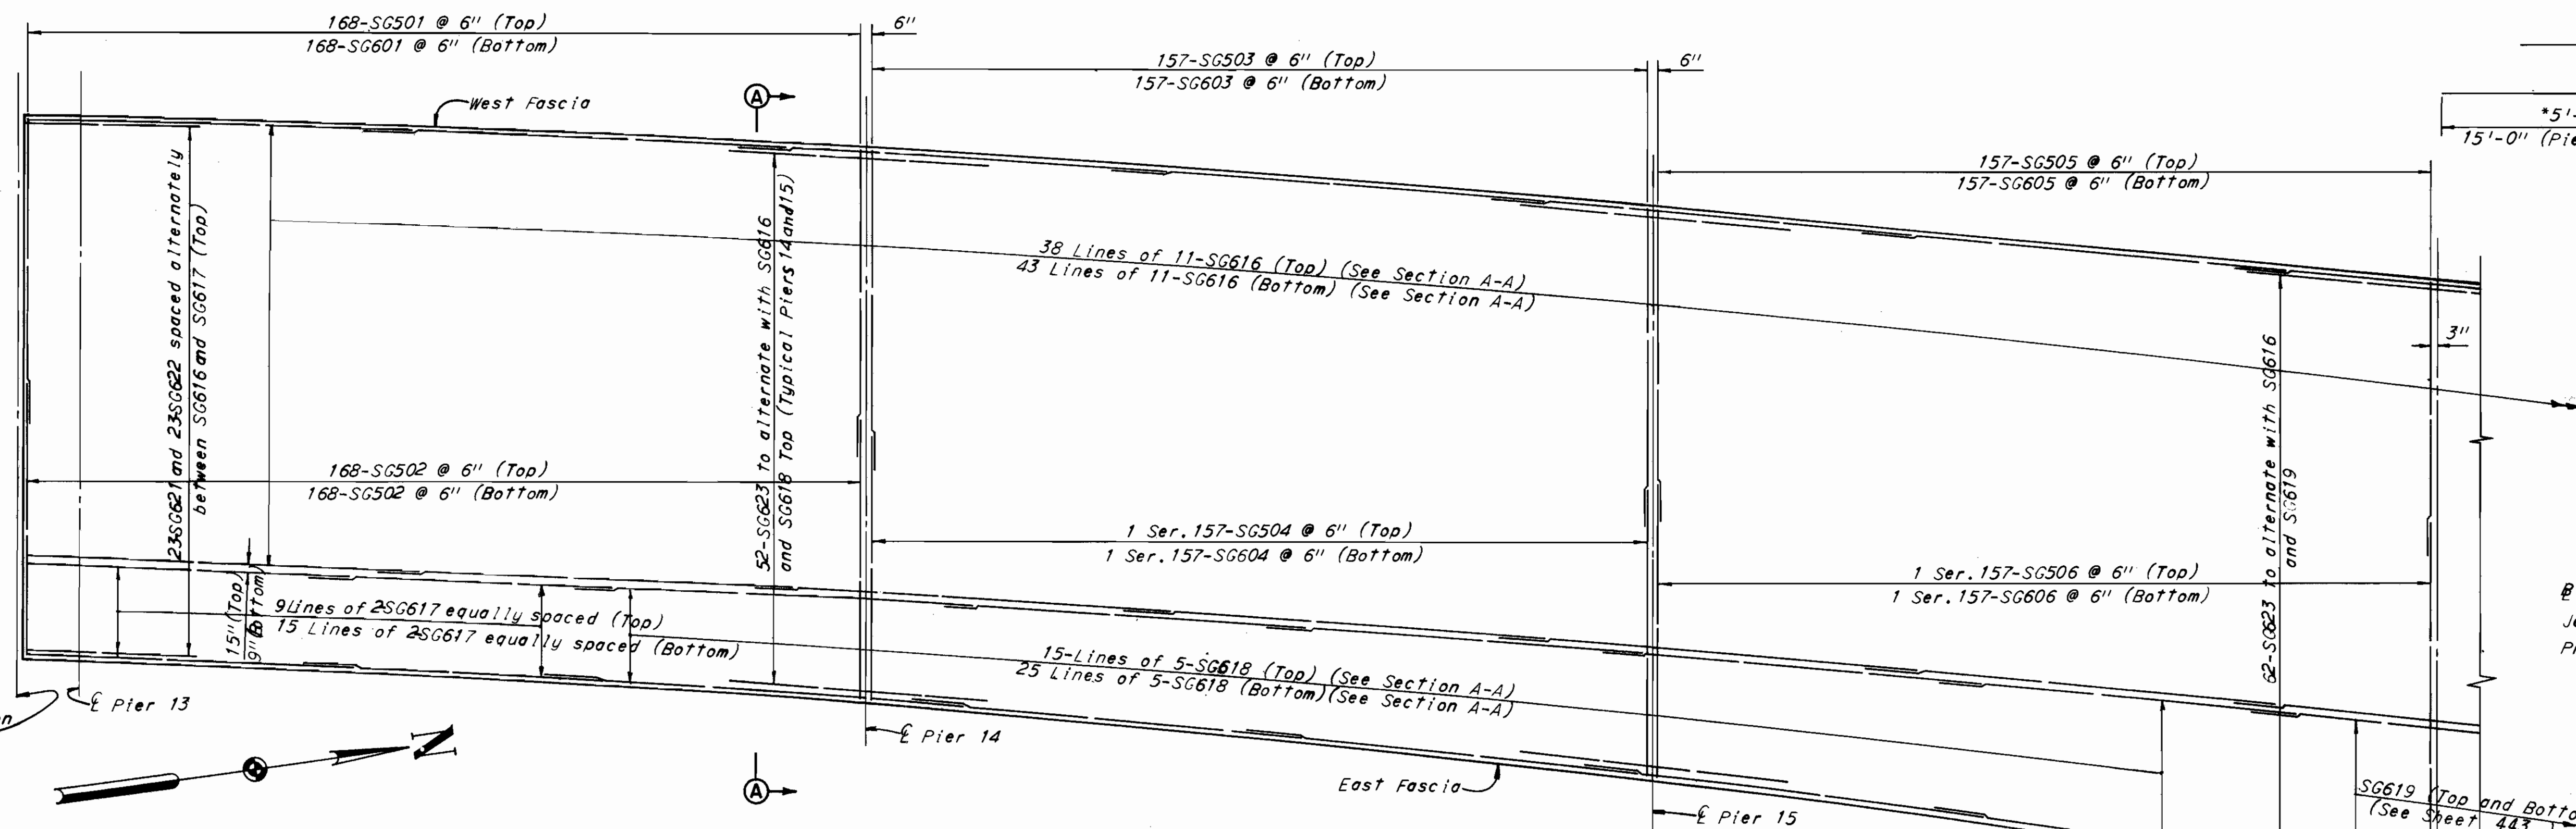 168-SG501 @ 6" (Top)
168-SG601 @ 6" (Bottom)
6"
157-SG503 @ 6" (Top)
157-SG603 @ 6" (Bottom)
6"
157-SG505 @ 6" (Top)
157-SG605 @ 6" (Bottom)
*5'-
15'-0" (Pie
West Fascia
A
23-SG621 and 23-SG622 spaced alternately
between SG616 and SG617 (Top)
52-SG623 to alternate with SG616
and SG618 Top (Typical Piers 14 and 15)
38 Lines of 11-SG616 (Top) (See Section A-A)
43 Lines of 11-SG616 (Bottom) (See Section A-A)
62-SG623 to alternate with SG616
and SG619
3"
168-SG502 @ 6" (Top)
168-SG502 @ 6" (Bottom)
1 Ser. 157-SG504 @ 6" (Top)
1 Ser. 157-SG604 @ 6" (Bottom)
1 Ser. 157-SG506 @ 6" (Top)
1 Ser. 157-SG606 @ 6" (Bottom)
15" (Top)
9" (Bottom)
9 Lines of 2-SG617 equally spaced (Top)
15 Lines of 2-SG617 equally spaced (Bottom)
15-Lines of 5-SG618 (Top) (See Section A-A)
25 Lines of 5-SG618 (Bottom) (See Section A-A)
℄ Pier 13
℄ Pier 14
℄ Pier 15
N
A
East Fascia
SG619 (Top and Botto
(See Sheet 443